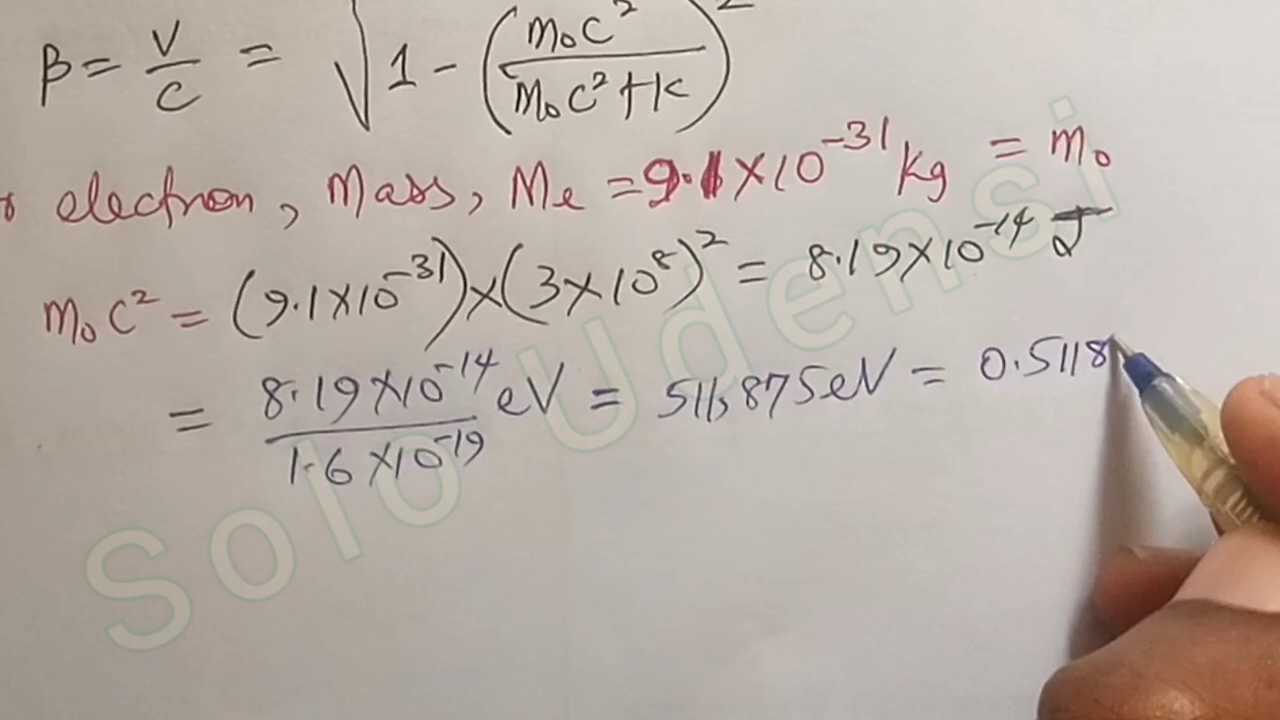 β = v/c = √1 - (m₀c²/m₀c²+k)²
electron, Mass, Me = 9.1×10⁻³¹ kg = m₀
m₀c² = (9.1×10⁻³¹)×(3×10⁸)² = 8.19×10⁻¹⁴ J
= 8.19×10⁻¹⁴/1.6×10⁻¹⁹ eV = 511,875eV = 0.5118
Solo Udensi